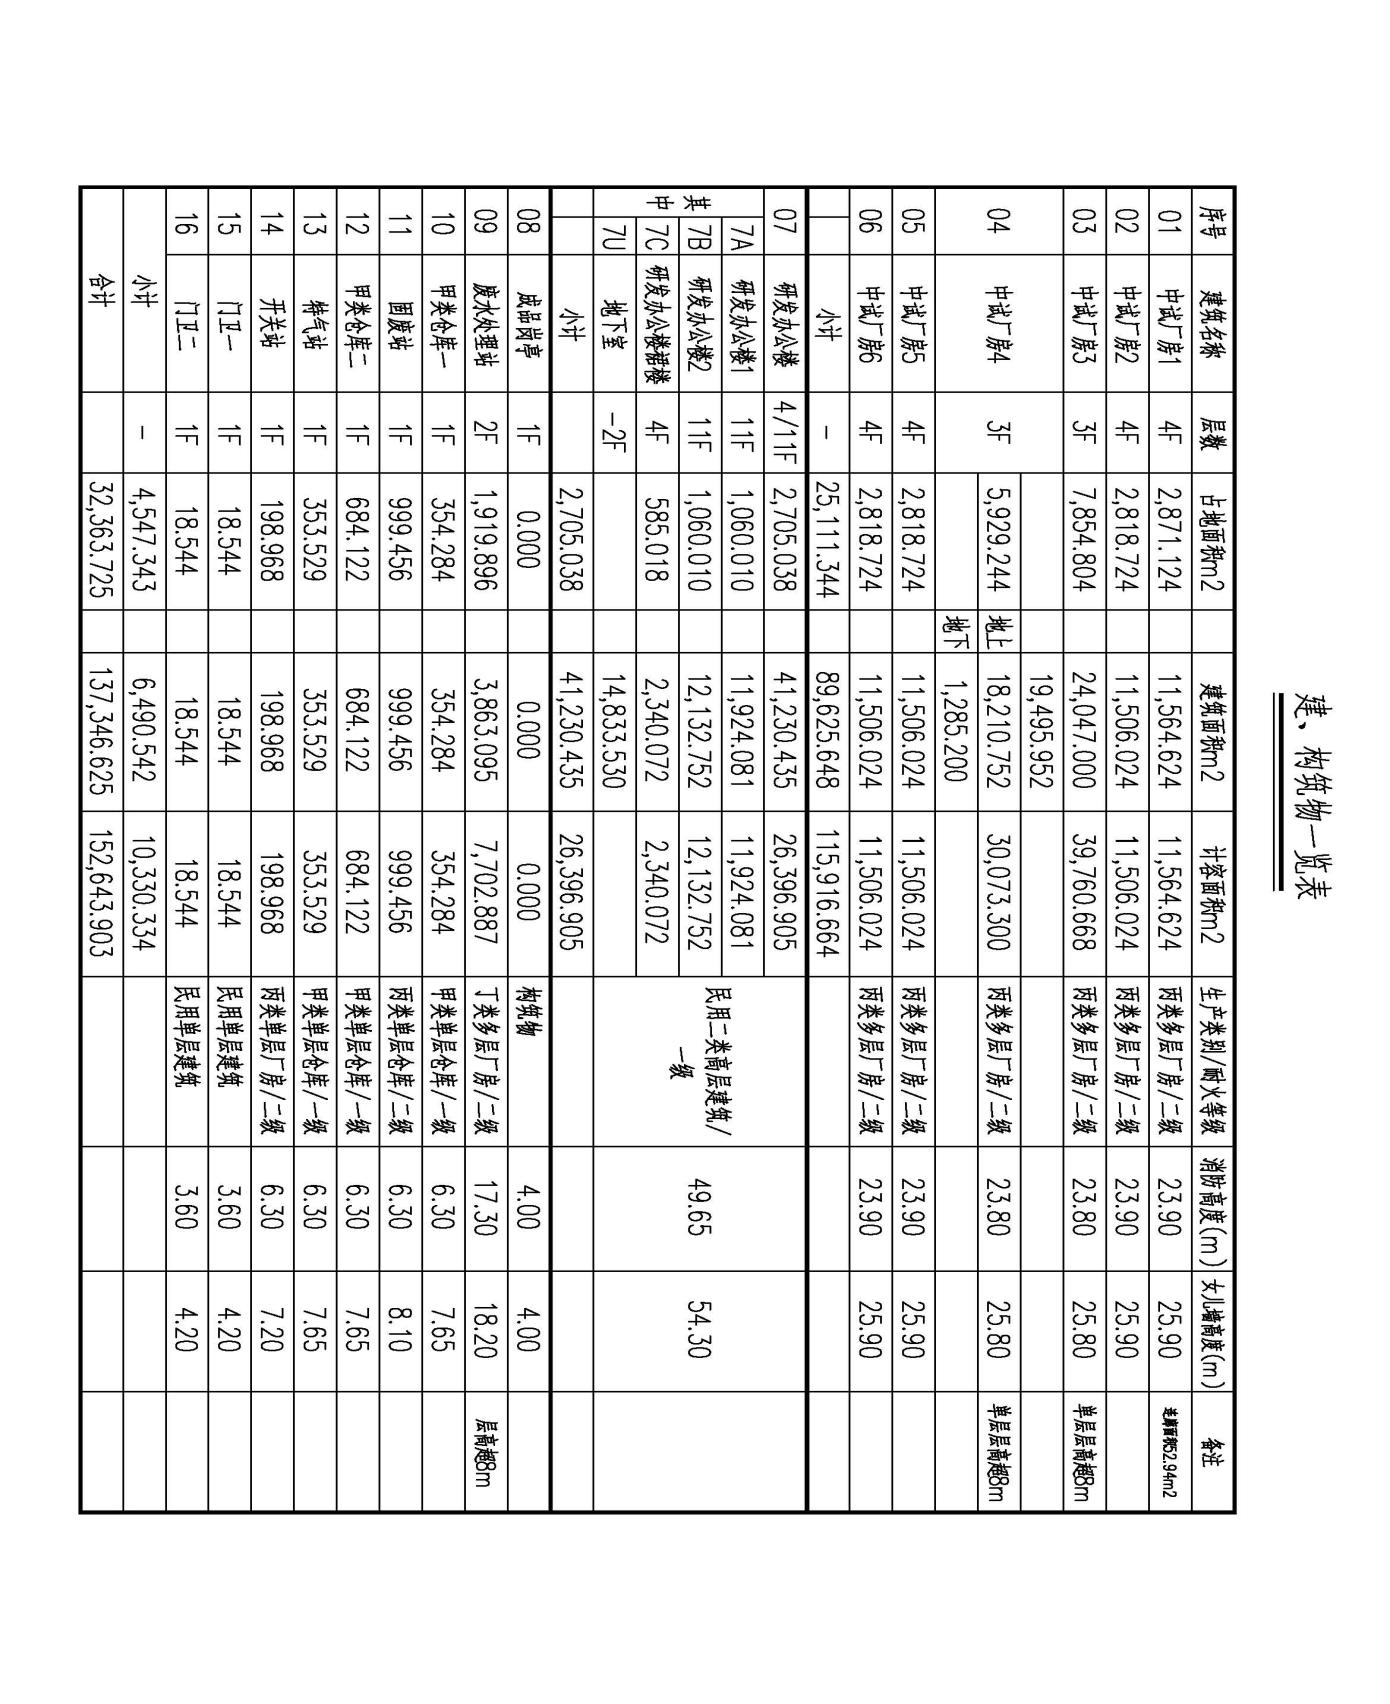 建、构筑物一览表
序号 建筑名称 层数 占地面积m2 建筑面积m2 计容面积m2 生产类别/耐火等级 消防高度(m) 女儿墙高度(m) 备注
01 中试厂房1 4F 2,871.124 11,564.624 11,564.624 丙类多层厂房/二级 23.90 25.90 连廊面积52.94m2
02 中试厂房2 4F 2,818.724 11,506.024 11,506.024 丙类多层厂房/二级 23.90 25.90
03 中试厂房3 3F 7,854.804 24,047.000 39,760.668 丙类多层厂房/二级 23.80 25.80 单层层高超8m
19,495.952
04 中试厂房4 3F 5,929.244 地上 18,210.752 30,073.300 丙类多层厂房/二级 23.80 25.80 单层层高超8m
地下 1,285.200
05 中试厂房5 4F 2,818.724 11,506.024 11,506.024 丙类多层厂房/二级 23.90 25.90
06 中试厂房6 4F 2,818.724 11,506.024 11,506.024 丙类多层厂房/二级 23.90 25.90
小计 - 25,111.344 89,625.648 115,916.664
07 研发办公楼 4/11F 2,705.038 41,230.435 26,396.905
其中
7A 研发办公楼1 11F 1,060.010 11,924.081 11,924.081
民用二类高层建筑/
7B 研发办公楼2 11F 1,060.010 12,132.752 12,132.752 一级 49.65 54.30
7C 研发办公楼裙楼 4F 585.018 2,340.072 2,340.072
7U 地下室 -2F 14,833.530
小计 2,705.038 41,230.435 26,396.905
08 成品岗亭 1F 0.000 0.000 0.000 构筑物 4.00 4.00
09 废水处理站 2F 1,919.896 3,863.095 7,702.887 丁类多层厂房/二级 17.30 18.20 层高超8m
10 甲类仓库一 1F 354.284 354.284 354.284 甲类单层仓库/一级 6.30 7.65
11 固废站 1F 999.456 999.456 999.456 丙类单层仓库/二级 6.30 8.10
12 甲类仓库二 1F 684.122 684.122 684.122 甲类单层仓库/一级 6.30 7.65
13 特气站 1F 353.529 353.529 353.529 甲类单层仓库/一级 6.30 7.65
14 开关站 1F 198.968 198.968 198.968 丙类单层厂房/二级 6.30 7.20
15 门卫一 1F 18.544 18.544 18.544 民用单层建筑 3.60 4.20
16 门卫二 1F 18.544 18.544 18.544 民用单层建筑 3.60 4.20
小计 - 4,547.343 6,490.542 10,330.334
合计 32,363.725 137,346.625 152,643.903